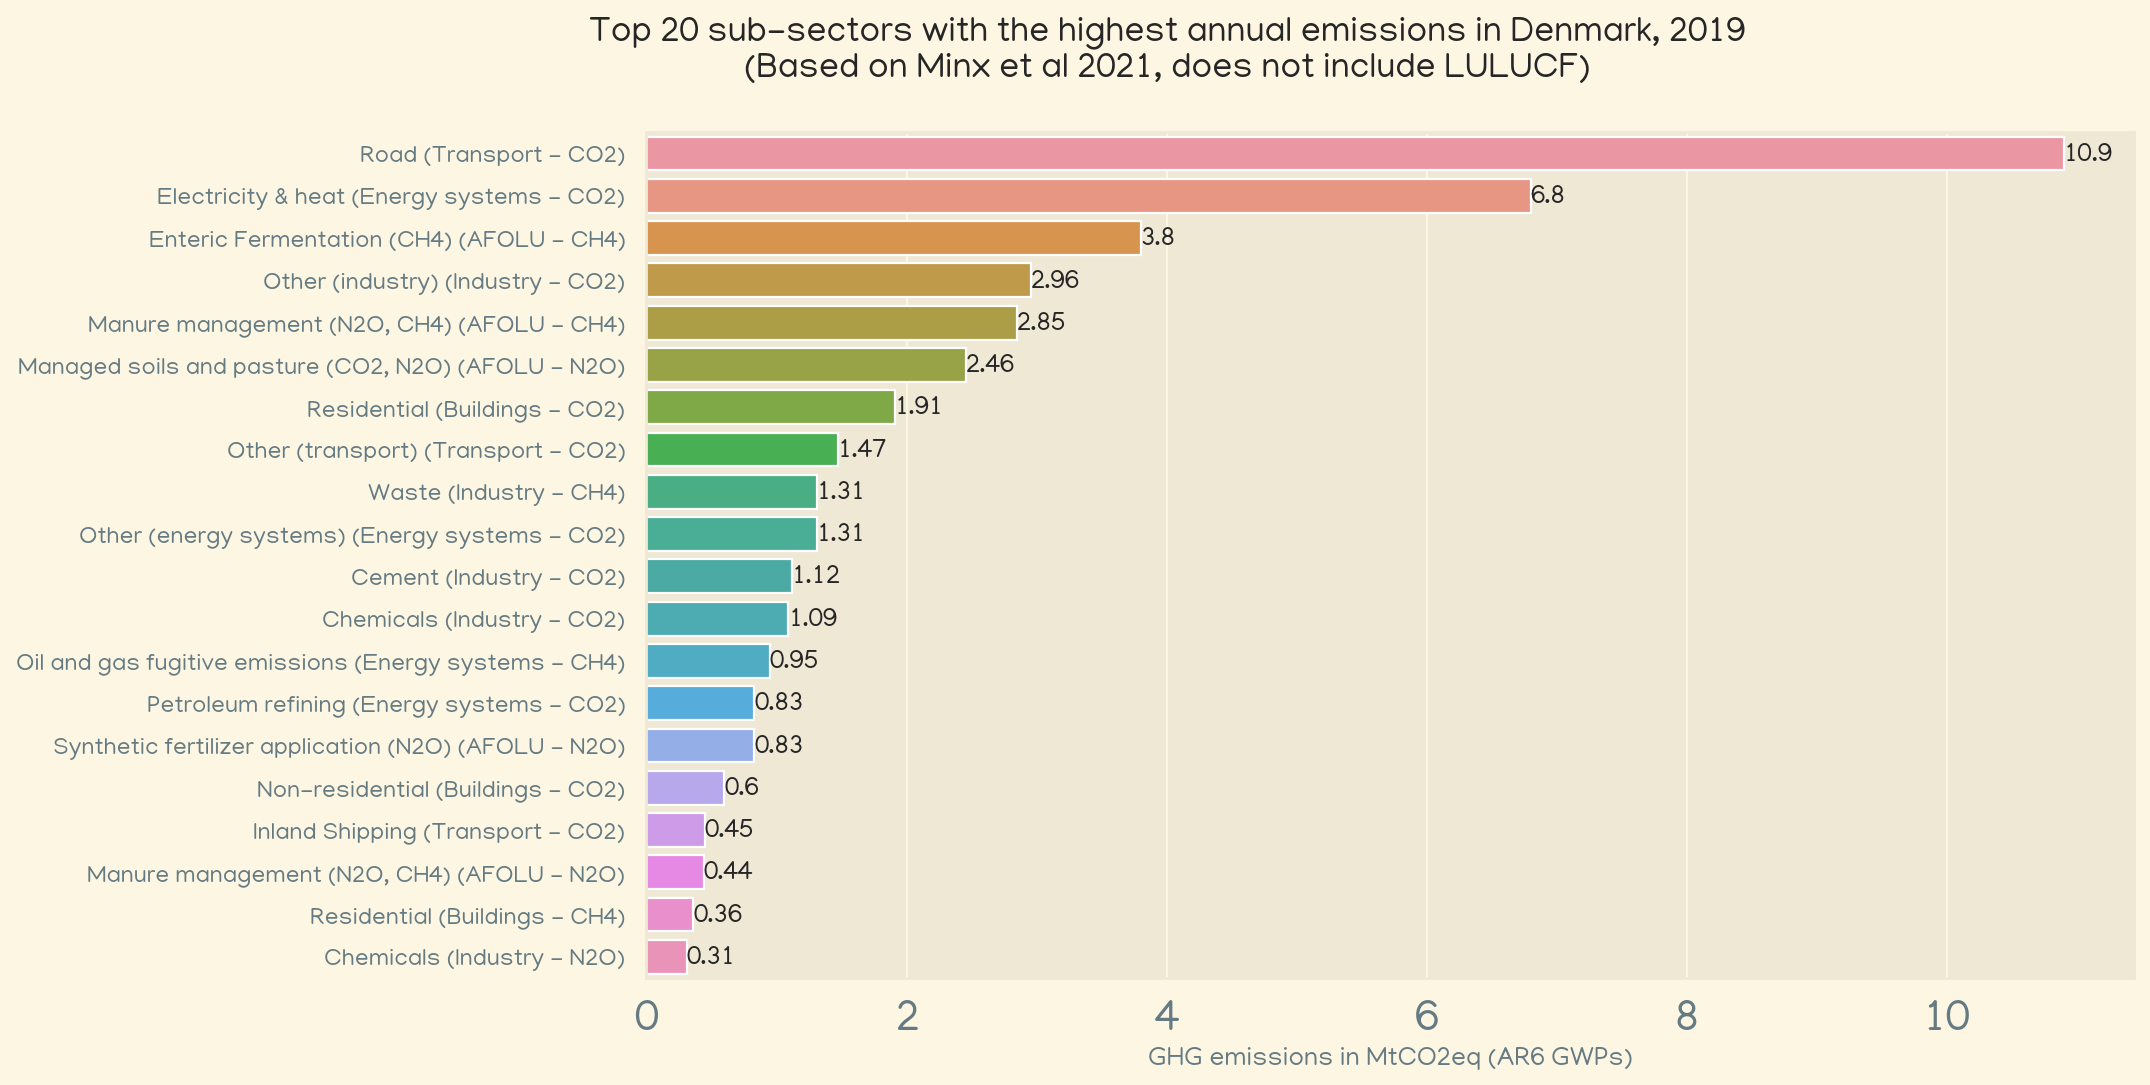 Top 20 sub-sectors with the highest annual emissions in Denmark, 2019
(Based on Minx et al 2021, does not include LULUCF)
Road (Transport - CO2) 10.9
Electricity & heat (Energy systems - CO2) 6.8
Enteric Fermentation (CH4) (AFOLU - CH4) 3.8
Other (industry) (Industry - CO2) 2.96
Manure management (N2O, CH4) (AFOLU - CH4) 2.85
Managed soils and pasture (CO2, N2O) (AFOLU - N2O) 2.46
Residential (Buildings - CO2) 1.91
Other (transport) (Transport - CO2) 1.47
Waste (Industry - CH4) 1.31
Other (energy systems) (Energy systems - CO2) 1.31
Cement (Industry - CO2) 1.12
Chemicals (Industry - CO2) 1.09
Oil and gas fugitive emissions (Energy systems - CH4) 0.95
Petroleum refining (Energy systems - CO2) 0.83
Synthetic fertilizer application (N2O) (AFOLU - N2O) 0.83
Non-residential (Buildings - CO2) 0.6
Inland Shipping (Transport - CO2) 0.45
Manure management (N2O, CH4) (AFOLU - N2O) 0.44
Residential (Buildings - CH4) 0.36
Chemicals (Industry - N2O) 0.31
0 2 4 6 8 10
GHG emissions in MtCO2eq (AR6 GWPs)